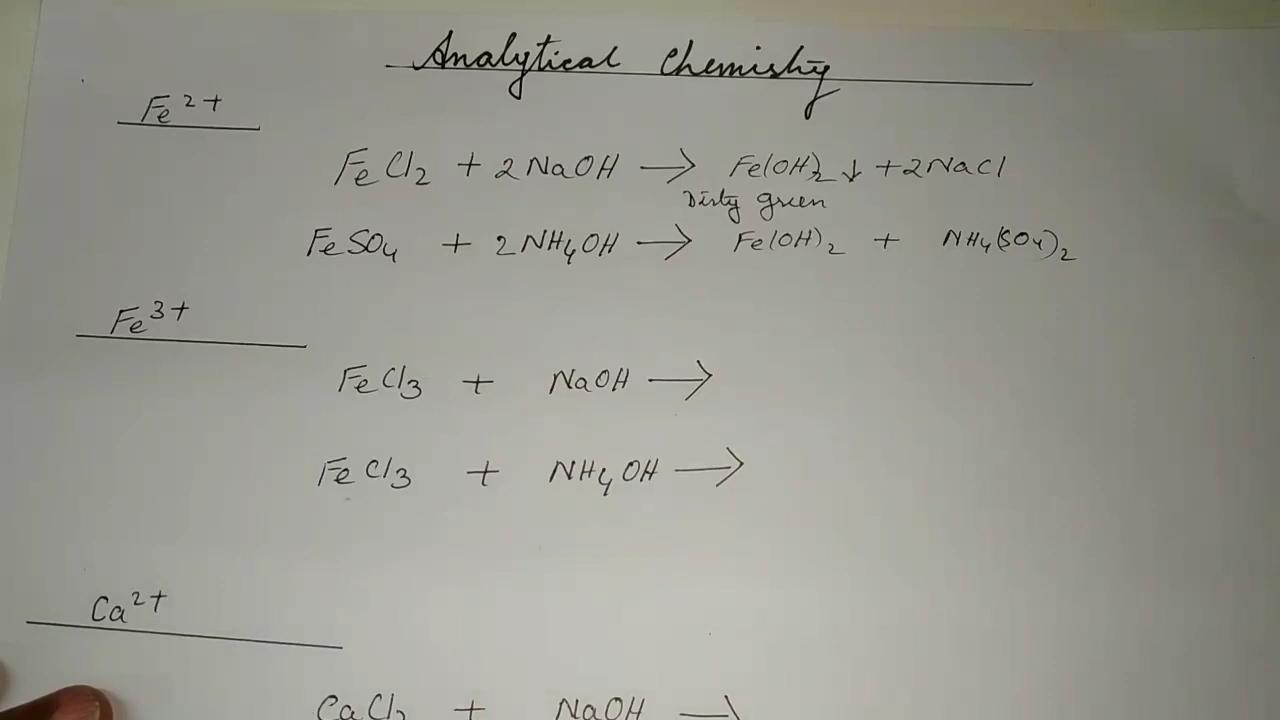 Analytical Chemistry
Fe²⁺
FeCl₂ + 2NaOH → Fe(OH)₂ ↓ + 2NaCl
Dirty green
FeSO₄ + 2NH₄OH → Fe(OH)₂ + NH₄(SO₄)₂
Fe³⁺
FeCl₃ + NaOH →
FeCl₃ + NH₄OH →
Ca²⁺
CaCl₂ + NaOH →